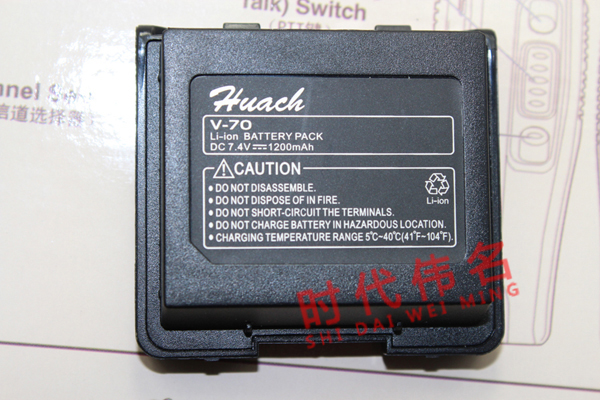 Talk) Switch
(PTT键)
Huach
V-70
Li-ion BATTERY PACK
DC 7.4V⎓1200mAh
CAUTION
• DO NOT DISASSEMBLE.
• DO NOT DISPOSE OF IN FIRE.
• DO NOT SHORT-CIRCUIT THE TERMINALS.
• DO NOT CHARGE BATTERY IN HAZARDOUS LOCATION.
• CHARGING TEMPERATURE RANGE 5℃~40℃(41℉~104℉).
Li-ion
信道选择
时代伟名
SHI DAI WEI MING